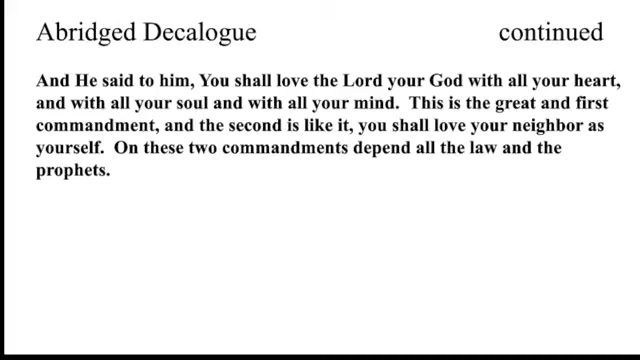 Abridged Decalogue continued
And He said to him, You shall love the Lord your God with all your heart,
and with all your soul and with all your mind. This is the great and first
commandment, and the second is like it, you shall love your neighbor as
yourself. On these two commandments depend all the law and the
prophets.